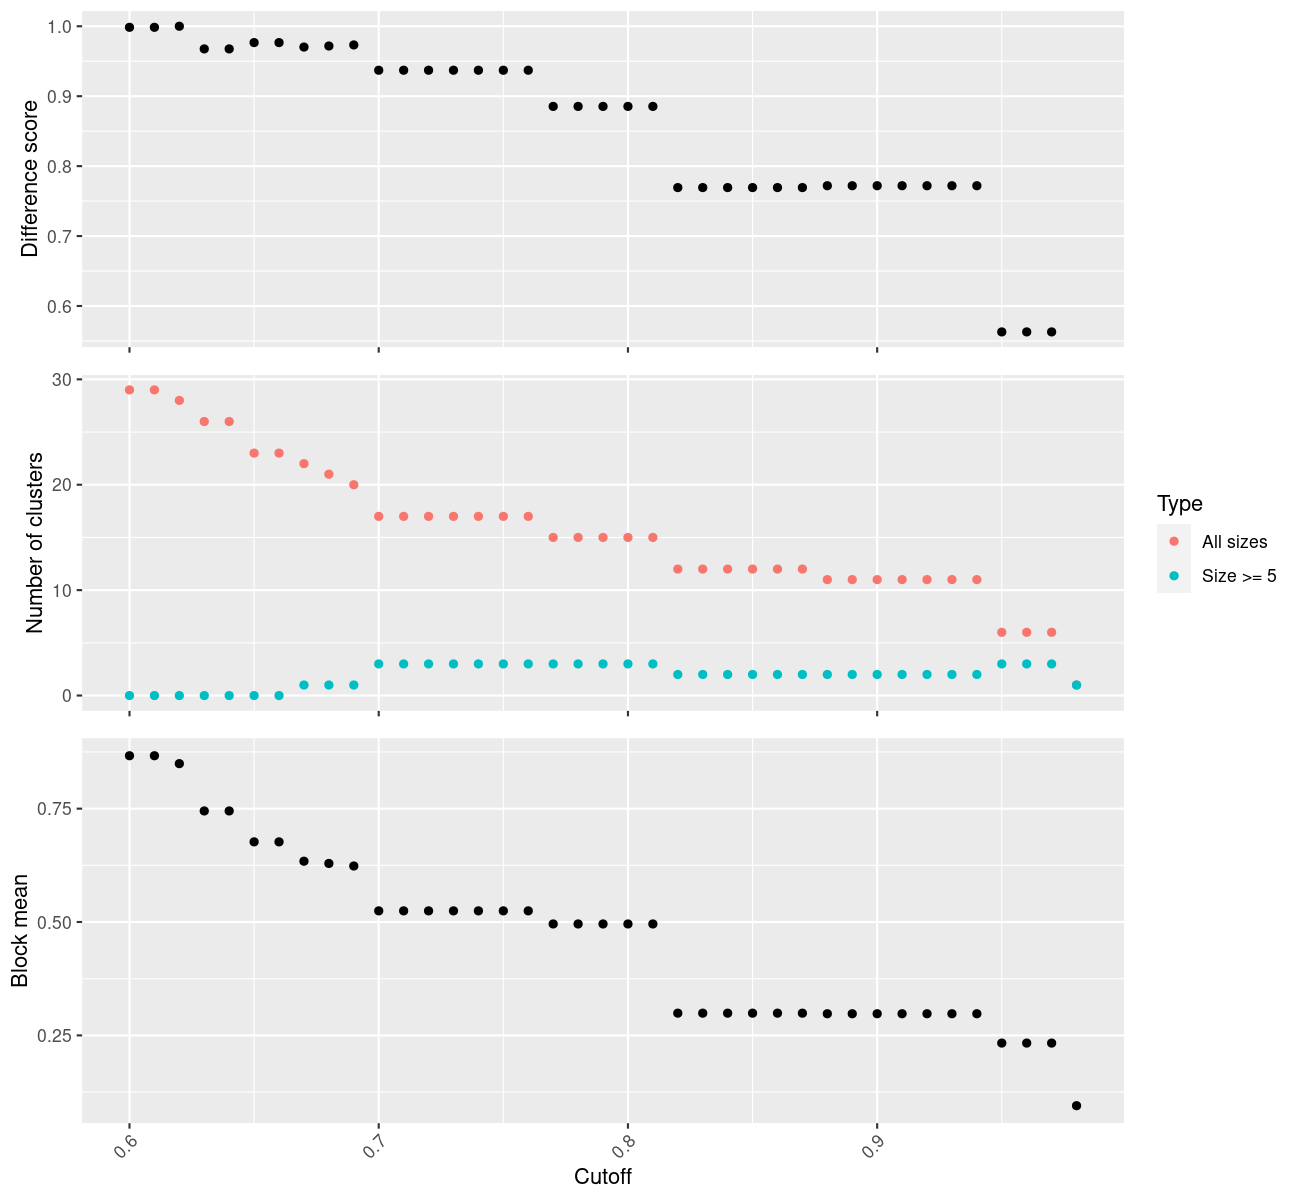 1.0
0.9
0.8
0.7
0.6
Difference score
30
20
10
0
Number of clusters
Type
All sizes
Size >= 5
0.75
0.50
0.25
Block mean
0.6
0.7
0.8
0.9
Cutoff